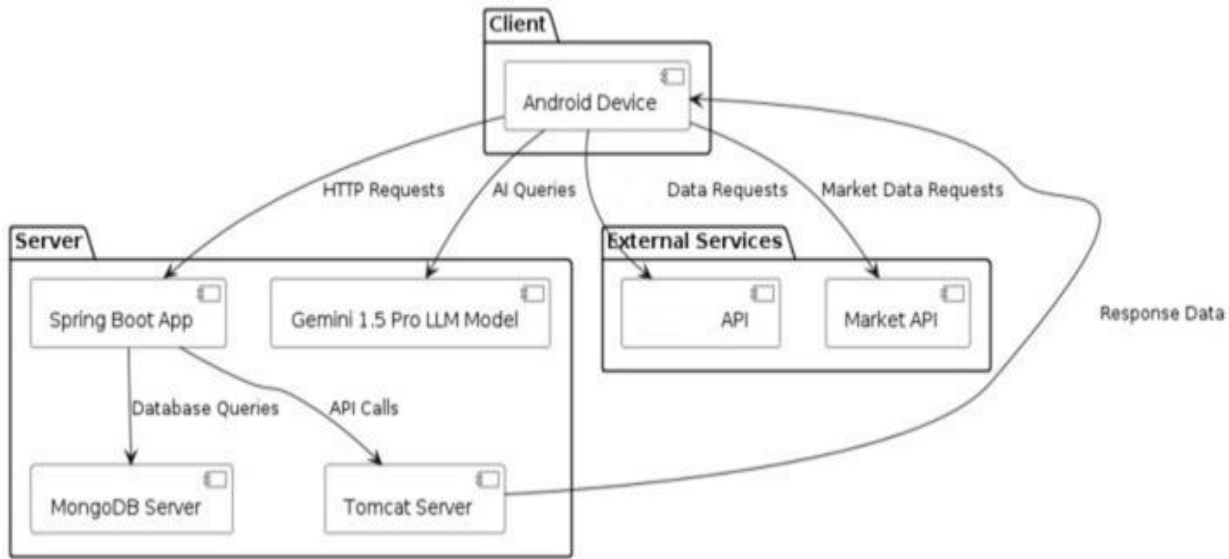 Client
Android Device
HTTP Requests
AI Queries
Data Requests
Market Data Requests
Server
External Services
Spring Boot App
Gemini 1.5 Pro LLM Model
API
Market API
Response Data
Database Queries
API Calls
MongoDB Server
Tomcat Server